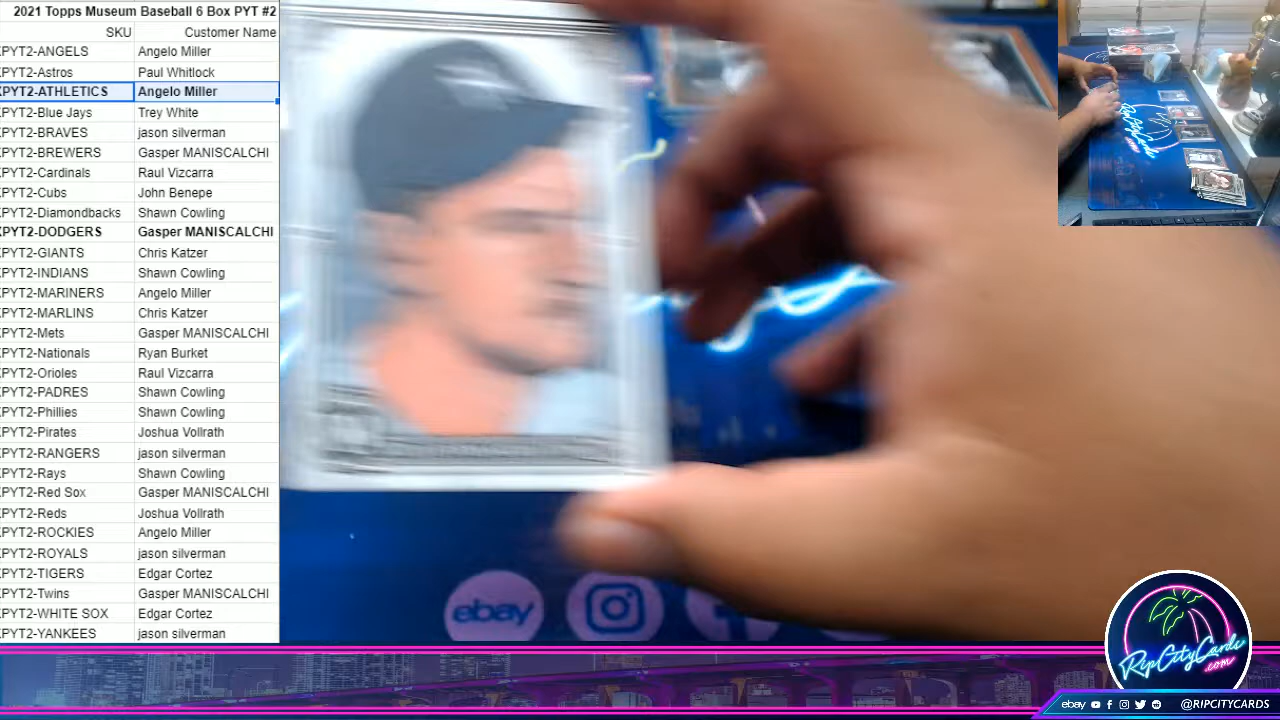 2021 Topps Museum Baseball 6 Box PYT #2
SKU Customer Name
PYT2-ANGELS Angelo Miller
PYT2-Astros Paul Whitlock
PYT2-ATHLETICS Angelo Miller
PYT2-Blue Jays Trey White
PYT2-BRAVES jason silverman
PYT2-BREWERS Gasper MANISCALCHI
PYT2-Cardinals Raul Vizcarra
PYT2-Cubs John Benepe
PYT2-Diamondbacks Shawn Cowling
PYT2-DODGERS Gasper MANISCALCHI
PYT2-GIANTS Chris Katzer
PYT2-INDIANS Shawn Cowling
PYT2-MARINERS Angelo Miller
PYT2-MARLINS Chris Katzer
PYT2-Mets Gasper MANISCALCHI
PYT2-Nationals Ryan Burket
PYT2-Orioles Raul Vizcarra
PYT2-PADRES Shawn Cowling
PYT2-Phillies Shawn Cowling
PYT2-Pirates Joshua Vollrath
PYT2-RANGERS jason silverman
PYT2-Rays Shawn Cowling
PYT2-Red Sox Gasper MANISCALCHI
PYT2-Reds Joshua Vollrath
PYT2-ROCKIES Angelo Miller
PYT2-ROYALS jason silverman
PYT2-TIGERS Edgar Cortez
PYT2-Twins Gasper MANISCALCHI
PYT2-WHITE SOX Edgar Cortez
PYT2-YANKEES jason silverman
ebay
RipCityCards
.com
ebay @RIPCITYCARDS